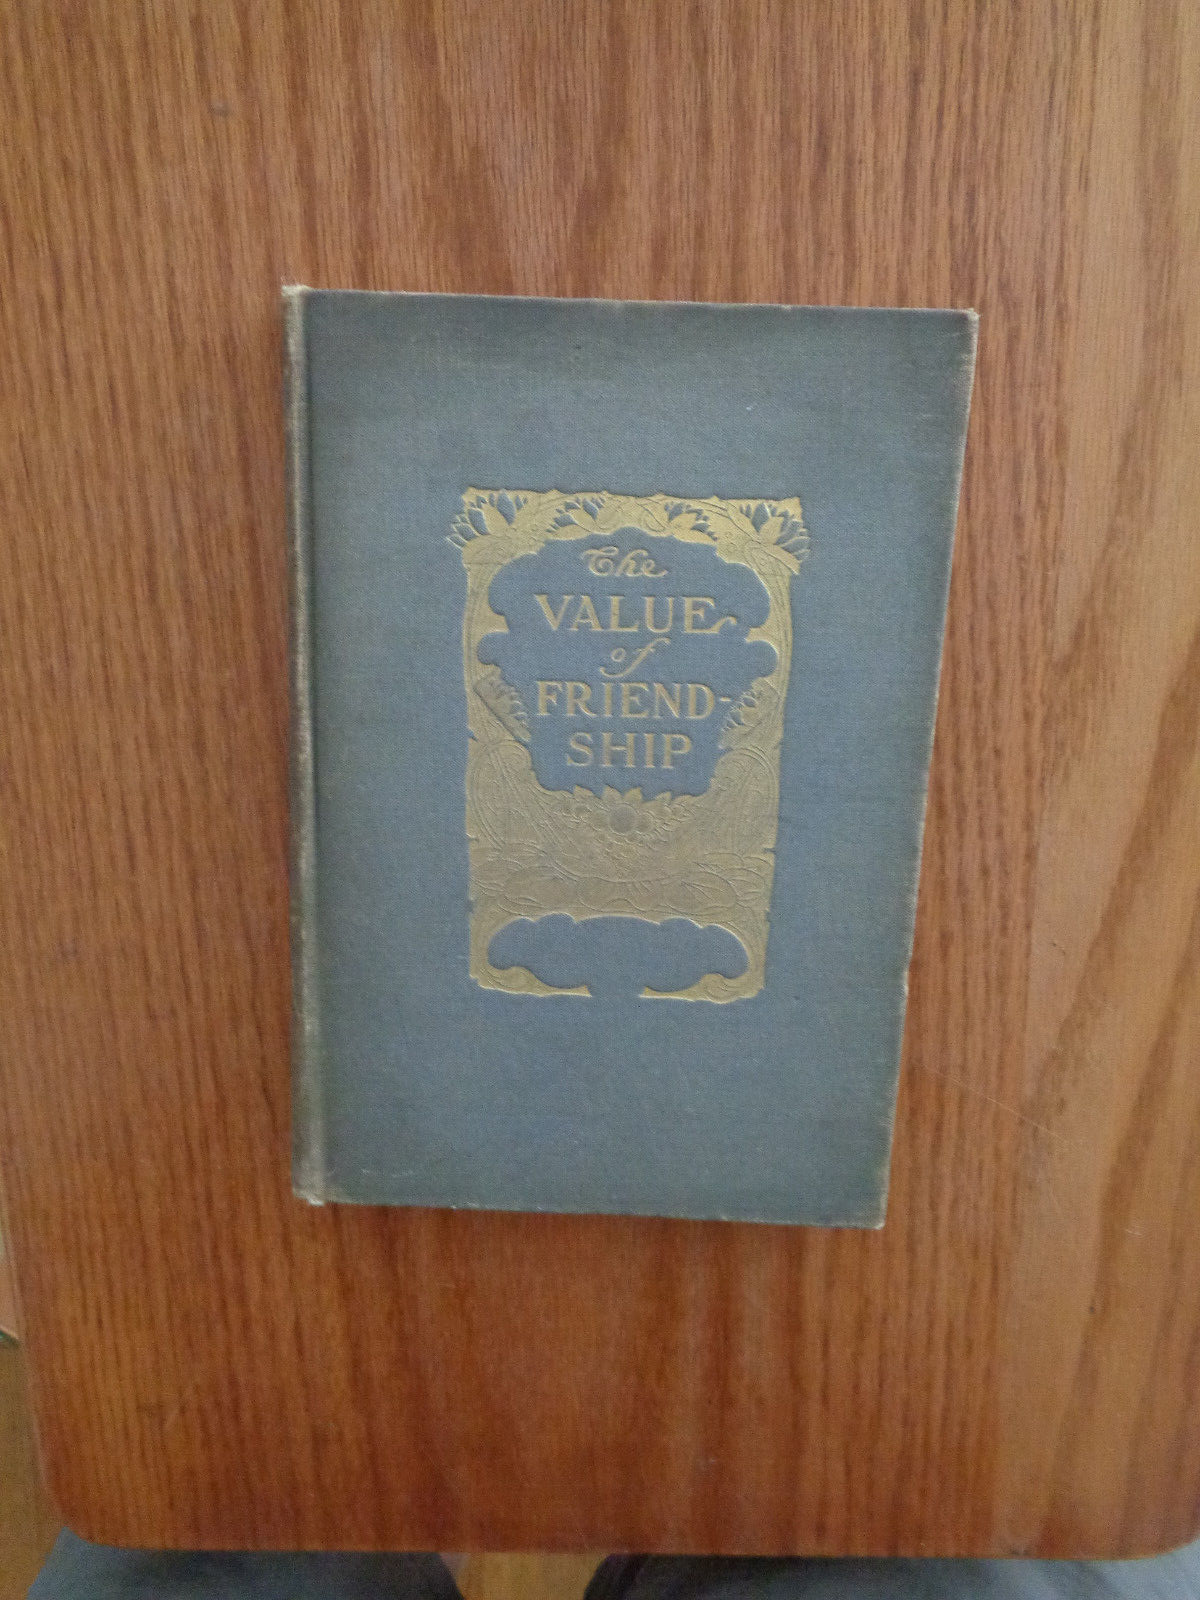 The
VALUE
of
FRIEND-
SHIP